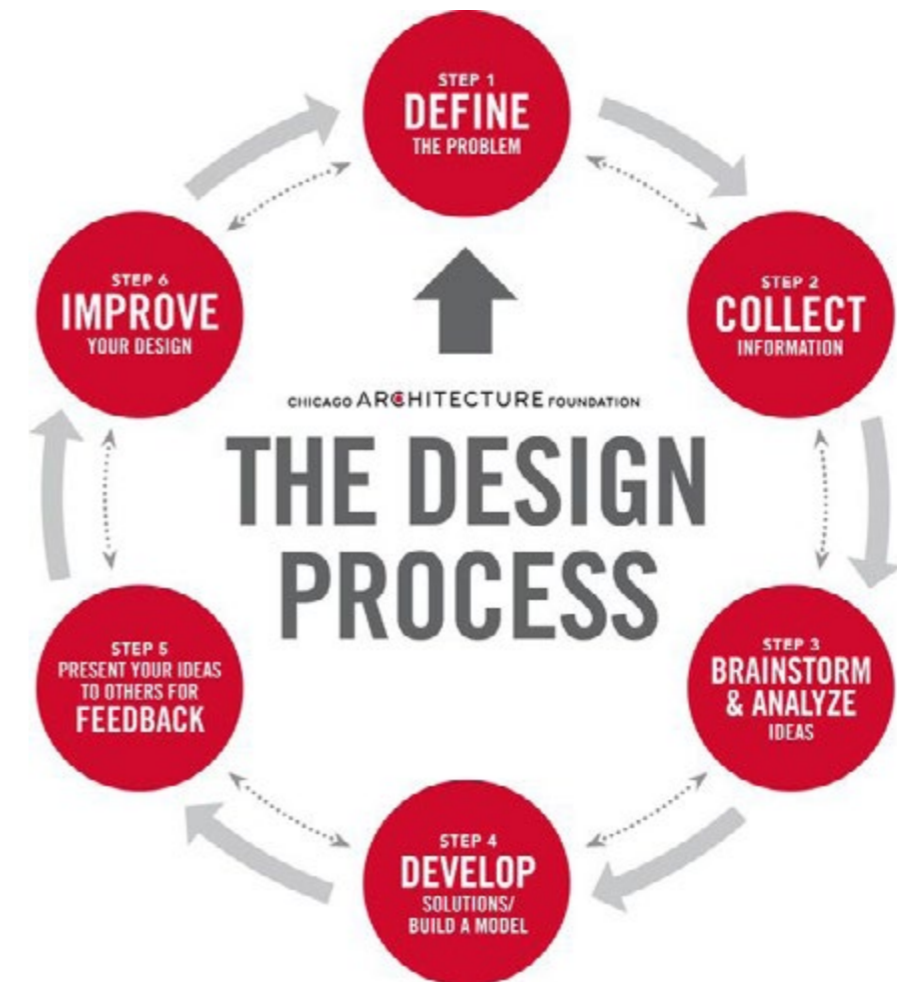 STEP 1
DEFINE
THE PROBLEM
STEP 2
COLLECT
INFORMATION
STEP 3
BRAINSTORM
& ANALYZE
IDEAS
STEP 4
DEVELOP
SOLUTIONS/
BUILD A MODEL
STEP 5
PRESENT YOUR IDEAS
TO OTHERS FOR
FEEDBACK
STEP 6
IMPROVE
YOUR DESIGN
CHICAGO ARCHITECTURE FOUNDATION
THE DESIGN
PROCESS